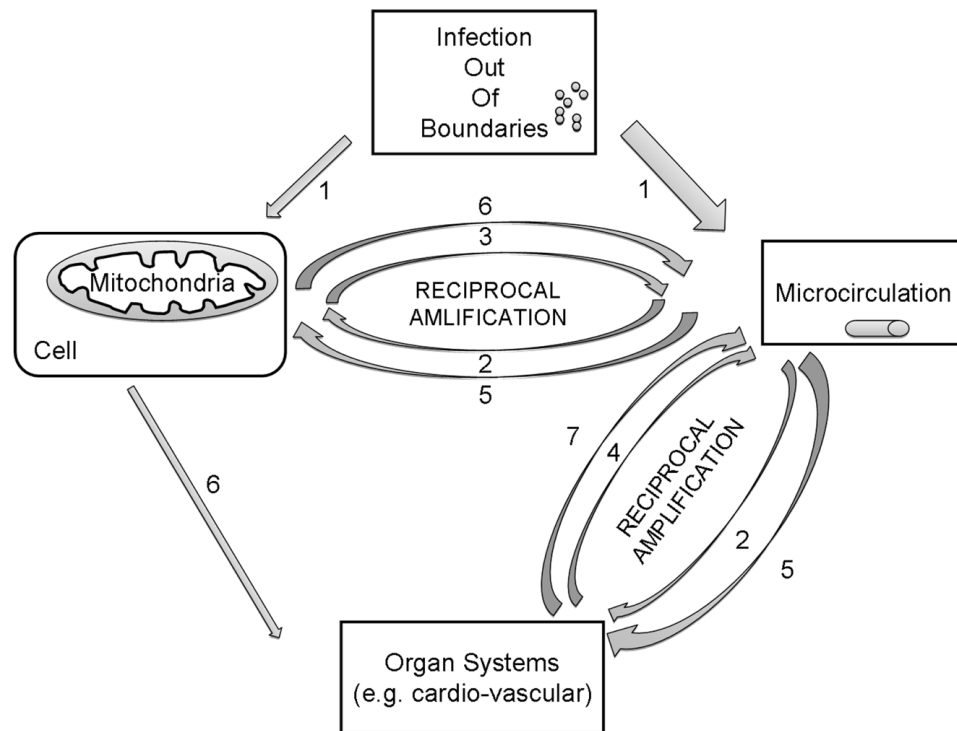 Infection
Out
Of
Boundaries
1
1
6
3
Mitochondria
RECIPROCAL
AMLIFICATION
Microcirculation
Cell
2
5
7
4
RECIPROCAL
AMPLIFICATION
6
2
5
Organ Systems
(e.g. cardio-vascular)